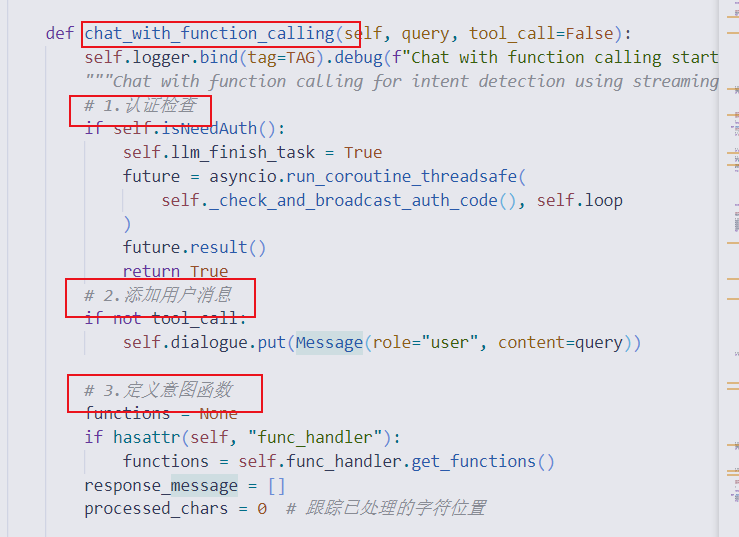 def chat_with_function_calling(self, query, tool_call=False):
self.logger.bind(tag=TAG).debug(f"Chat with function calling start
"""Chat with function calling for intent detection using streaming
# 1.认证检查
if self.isNeedAuth():
self.llm_finish_task = True
future = asyncio.run_coroutine_threadsafe(
self._check_and_broadcast_auth_code(), self.loop
)
future.result()
return True
# 2.添加用户消息
if not tool_call:
self.dialogue.put(Message(role="user", content=query))
# 3.定义意图函数
functions = None
if hasattr(self, "func_handler"):
functions = self.func_handler.get_functions()
response_message = []
processed_chars = 0 # 跟踪已处理的字符位置